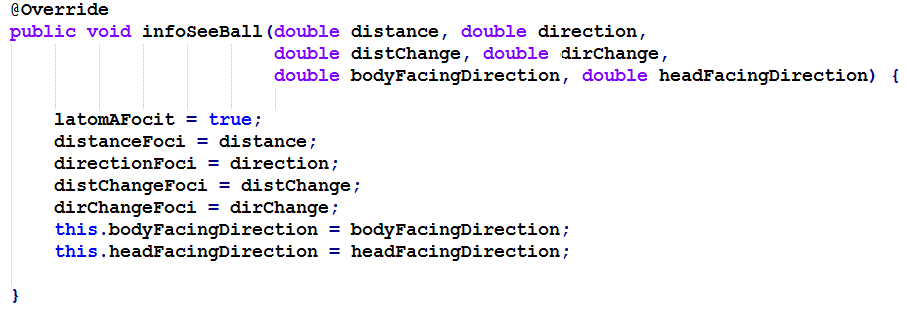 @Override
public void infoSeeBall(double distance, double direction,
double distChange, double dirChange,
double bodyFacingDirection, double headFacingDirection) {
latomAFocit = true;
distanceFoci = distance;
directionFoci = direction;
distChangeFoci = distChange;
dirChangeFoci = dirChange;
this.bodyFacingDirection = bodyFacingDirection;
this.headFacingDirection = headFacingDirection;
}